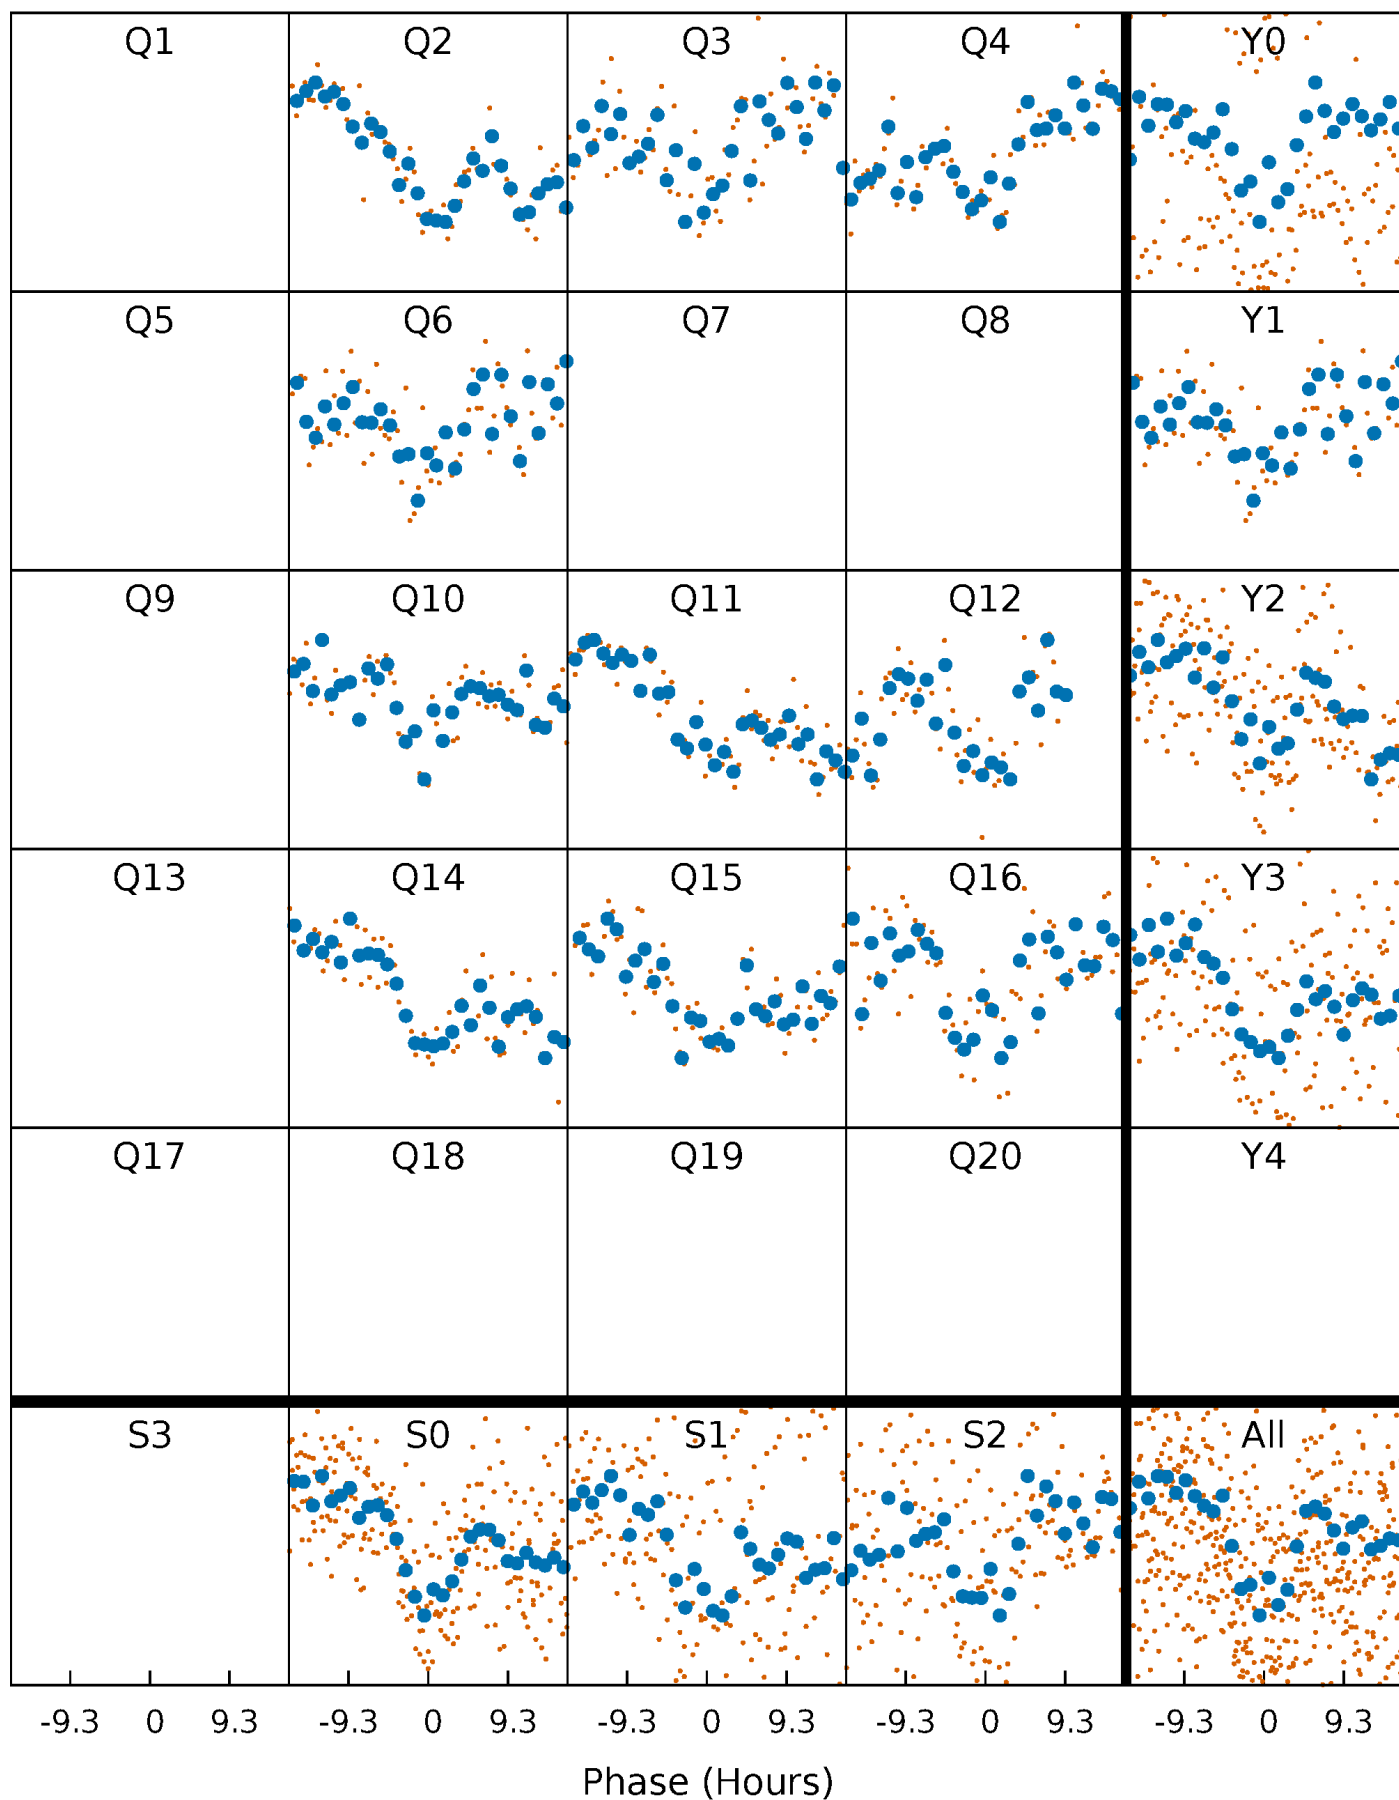 Q1 Q2 Q3 Q4 Y0
Q5 Q6 Q7 Q8 Y1
Q9 Q10 Q11 Q12 Y2
Q13 Q14 Q15 Q16 Y3
Q17 Q18 Q19 Q20 Y4
S3 S0 S1 S2 All
-9.3 0 9.3 -9.3 0 9.3 -9.3 0 9.3 -9.3 0 9.3 -9.3 0 9.3
Phase (Hours)